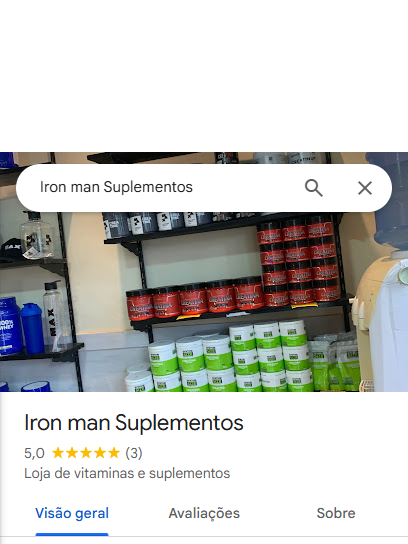 Iron man Suplementos
Iron man Suplementos
5,0 (3)
Loja de vitaminas e suplementos
Visão geral
Avaliações
Sobre